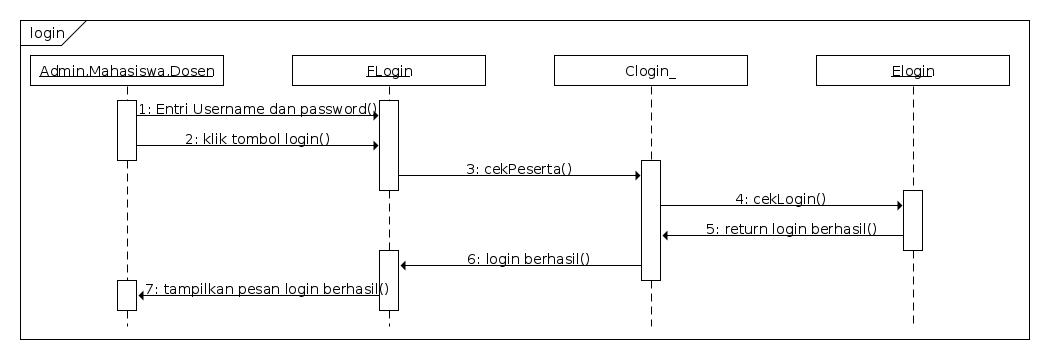 login
Admin.Mahasiswa.Dosen
FLogin
Clogin_
Elogin
1: Entri Username dan password()
2: klik tombol login()
3: cekPeserta()
4: cekLogin()
5: return login berhasil()
6: login berhasil()
7: tampilkan pesan login berhasil()